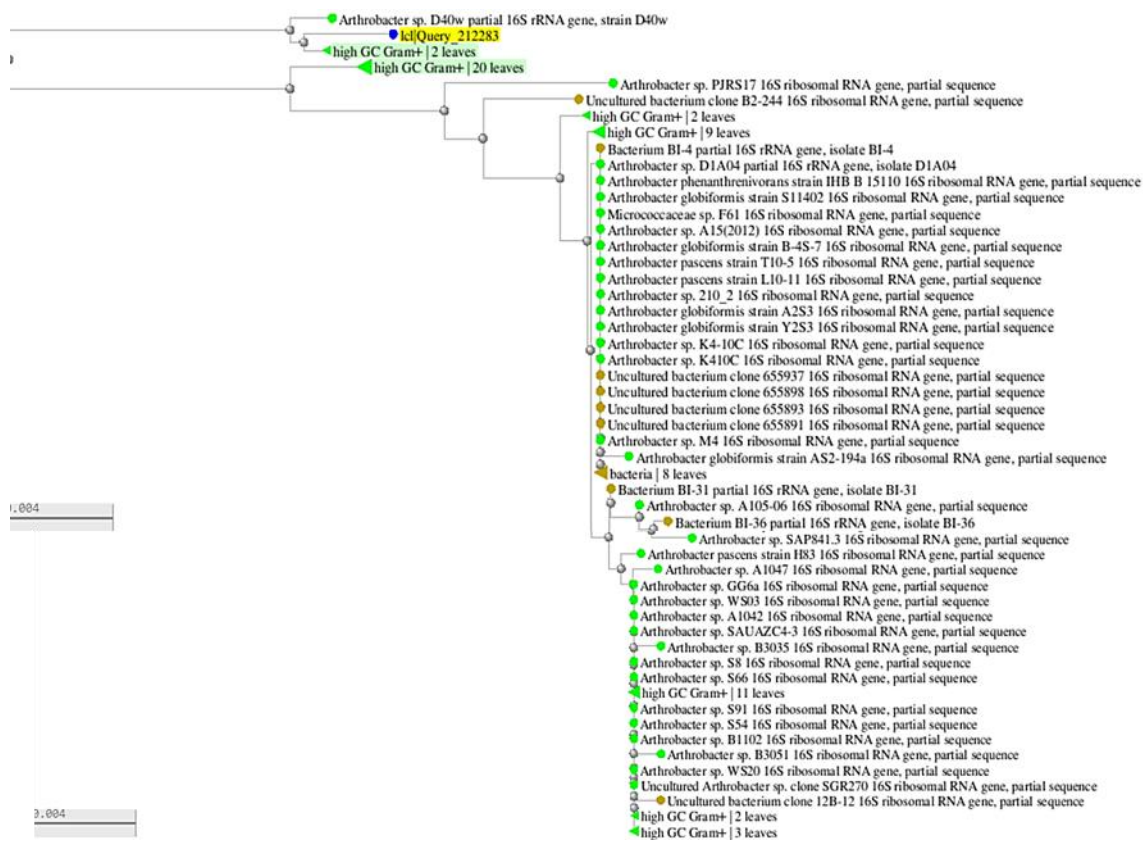 Arthrobacter sp. D40w partial 16S rRNA gene, strain D40w
lcl|Query_212283
high GC Gram+ | 2 leaves
high GC Gram+ | 20 leaves
Arthrobacter sp. PJRS17 16S ribosomal RNA gene, partial sequence
Uncultured bacterium clone B2-244 16S ribosomal RNA gene, partial sequence
high GC Gram+ | 2 leaves
high GC Gram+ | 9 leaves
Bacterium BI-4 partial 16S rRNA gene, isolate BI-4
Arthrobacter sp. D1A04 partial 16S rRNA gene, isolate D1A04
Arthrobacter phenanthrenivorans strain IHB B 15110 16S ribosomal RNA gene, partial sequence
Arthrobacter globiformis strain S11402 16S ribosomal RNA gene, partial sequence
Micrococcaceae sp. F61 16S ribosomal RNA gene, partial sequence
Arthrobacter sp. A15(2012) 16S ribosomal RNA gene, partial sequence
Arthrobacter globiformis strain B-4S-7 16S ribosomal RNA gene, partial sequence
Arthrobacter pascens strain T10-5 16S ribosomal RNA gene, partial sequence
Arthrobacter pascens strain L10-11 16S ribosomal RNA gene, partial sequence
Arthrobacter sp. 210_2 16S ribosomal RNA gene, partial sequence
Arthrobacter globiformis strain A2S3 16S ribosomal RNA gene, partial sequence
Arthrobacter globiformis strain Y2S3 16S ribosomal RNA gene, partial sequence
Arthrobacter sp. K4-10C 16S ribosomal RNA gene, partial sequence
Arthrobacter sp. K410C 16S ribosomal RNA gene, partial sequence
Uncultured bacterium clone 655937 16S ribosomal RNA gene, partial sequence
Uncultured bacterium clone 655898 16S ribosomal RNA gene, partial sequence
Uncultured bacterium clone 655893 16S ribosomal RNA gene, partial sequence
Uncultured bacterium clone 655891 16S ribosomal RNA gene, partial sequence
Arthrobacter sp. M4 16S ribosomal RNA gene, partial sequence
Arthrobacter globiformis strain AS2-194a 16S ribosomal RNA gene, partial sequence
bacteria | 8 leaves
Bacterium BI-31 partial 16S rRNA gene, isolate BI-31
Arthrobacter sp. A105-06 16S ribosomal RNA gene, partial sequence
.004
Bacterium BI-36 partial 16S rRNA gene, isolate BI-36
Arthrobacter sp. SAP841.3 16S ribosomal RNA gene, partial sequence
Arthrobacter pascens strain H83 16S ribosomal RNA gene, partial sequence
Arthrobacter sp. A1047 16S ribosomal RNA gene, partial sequence
Arthrobacter sp. GG6a 16S ribosomal RNA gene, partial sequence
Arthrobacter sp. WS03 16S ribosomal RNA gene, partial sequence
Arthrobacter sp. A1042 16S ribosomal RNA gene, partial sequence
Arthrobacter sp. SAUAZC4-3 16S ribosomal RNA gene, partial sequence
Arthrobacter sp. B3035 16S ribosomal RNA gene, partial sequence
Arthrobacter sp. S8 16S ribosomal RNA gene, partial sequence
Arthrobacter sp. S66 16S ribosomal RNA gene, partial sequence
high GC Gram+ | 11 leaves
Arthrobacter sp. S91 16S ribosomal RNA gene, partial sequence
Arthrobacter sp. S54 16S ribosomal RNA gene, partial sequence
Arthrobacter sp. B1102 16S ribosomal RNA gene, partial sequence
Arthrobacter sp. B3051 16S ribosomal RNA gene, partial sequence
Arthrobacter sp. WS20 16S ribosomal RNA gene, partial sequence
Uncultured Arthrobacter sp. clone SGR270 16S ribosomal RNA gene, partial sequence
Uncultured bacterium clone 12B-12 16S ribosomal RNA gene, partial sequence
0.004
high GC Gram+ | 2 leaves
high GC Gram+ | 3 leaves